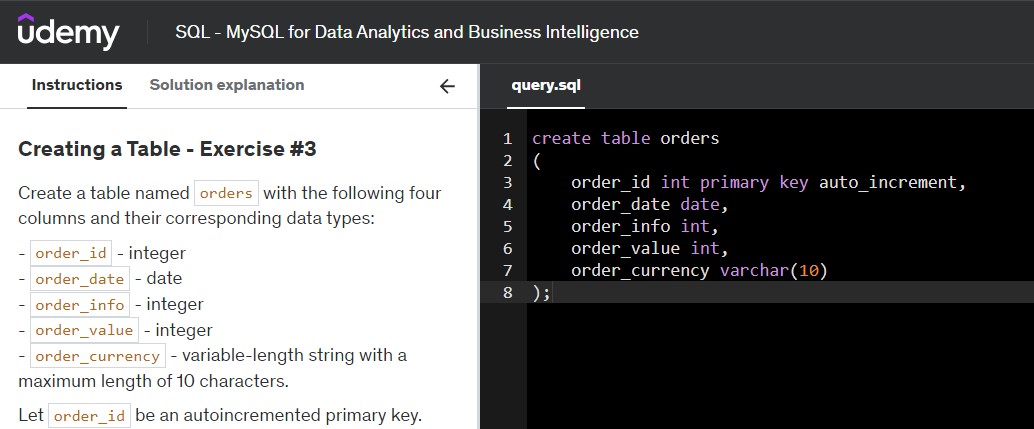 ûdemy SQL - MySQL for Data Analytics and Business Intelligence
Instructions Solution explanation
Creating a Table - Exercise #3
Create a table named orders with the following four
columns and their corresponding data types:
- order_id - integer
- order_date - date
- order_info - integer
- order_value - integer
- order_currency - variable-length string with a
maximum length of 10 characters.
Let order_id be an autoincremented primary key.
query.sql
1 create table orders
2 (
3     order_id int primary key auto_increment,
4     order_date date,
5     order_info int,
6     order_value int,
7     order_currency varchar(10)
8 );